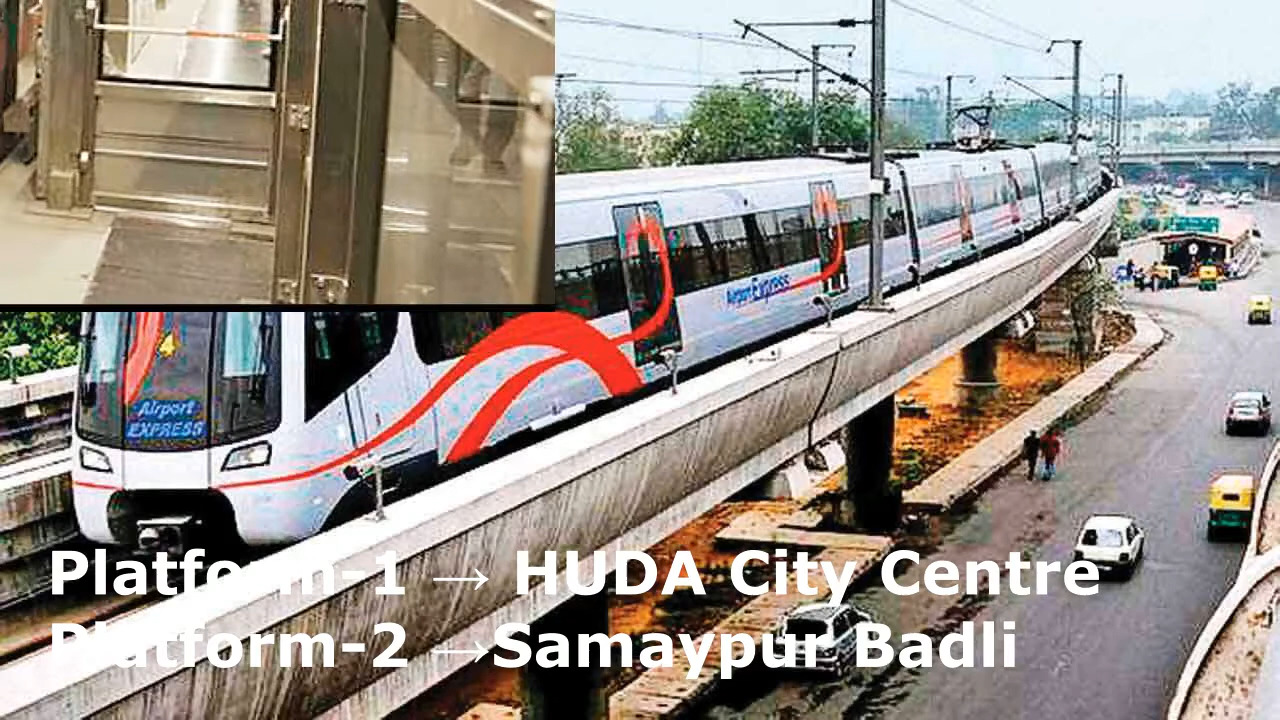 Airport Express
Airport
EXPRESS
Platform-1 → HUDA City Centre
Platform-2 →Samaypur Badli